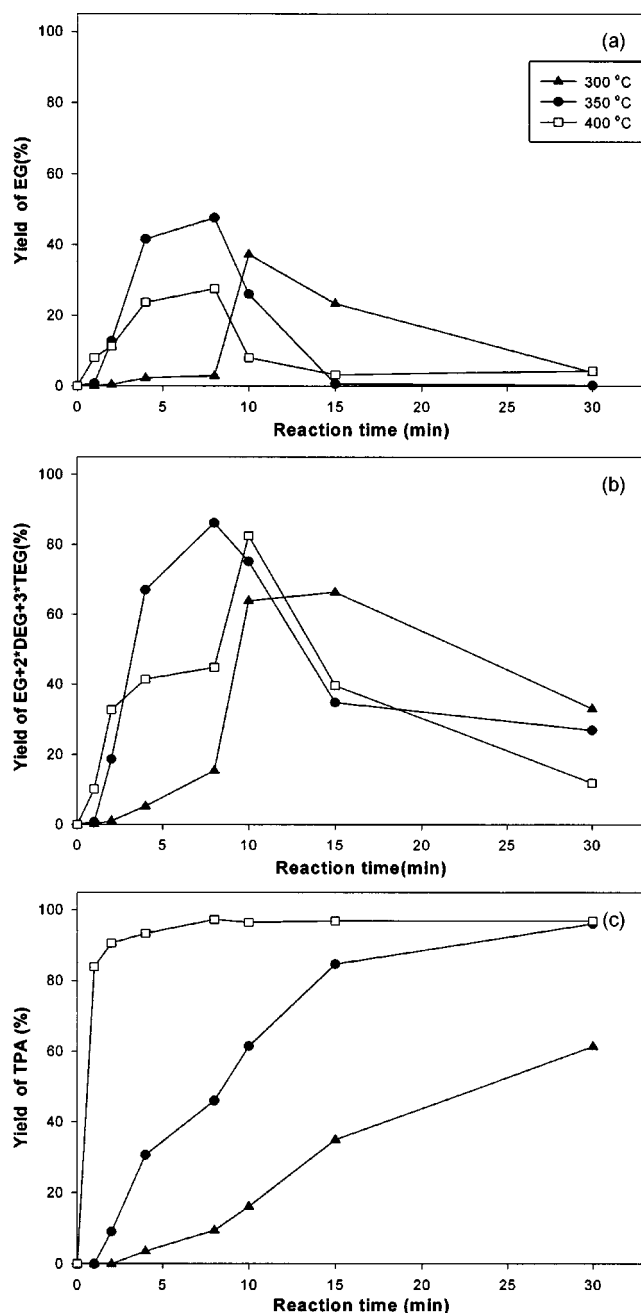 (a)
300 °C
350 °C
400 °C
Yield of EG(%)
100
80
60
40
20
0
0 5 10 15 20 25 30
Reaction time (min)
(b)
Yield of EG+2*DEG+3*TEG(%)
100
80
60
40
20
0
0 5 10 15 20 25 30
Reaction time(min)
(c)
Yield of TPA (%)
100
80
60
40
20
0
0 5 10 15 20 25 30
Reaction time (min)